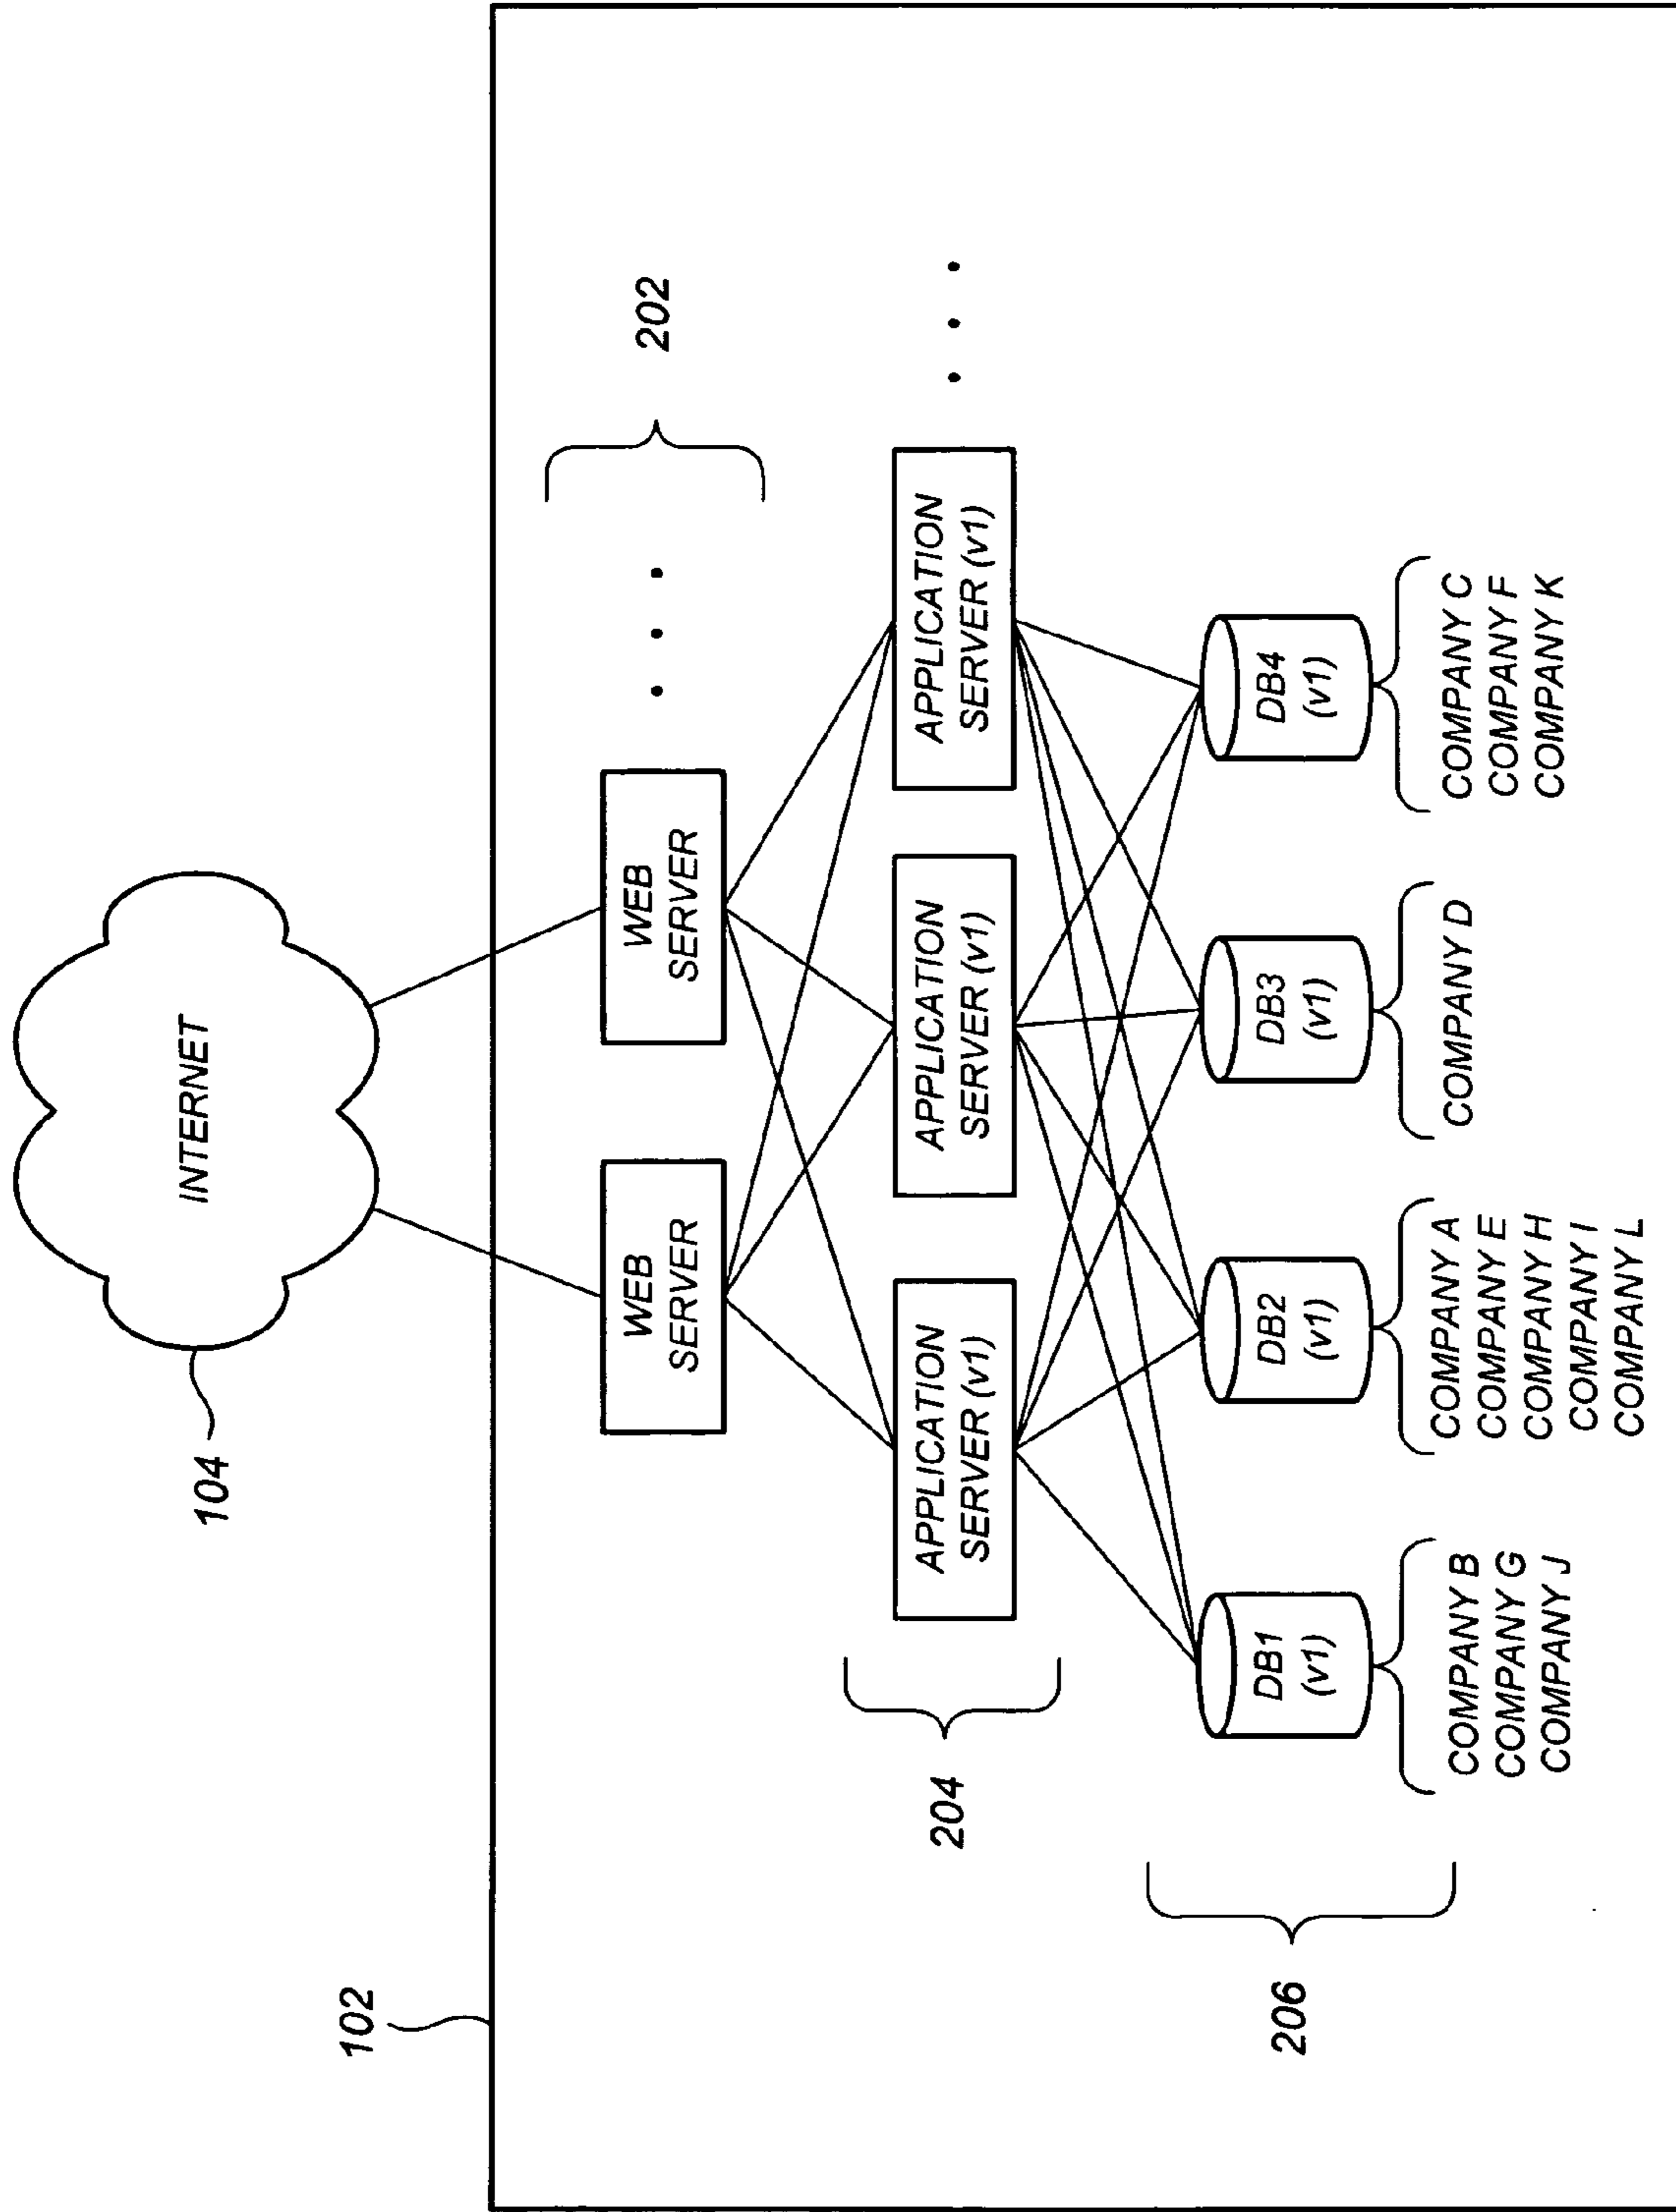 INTERNET
104
102
202
WEB
SERVER
WEB
SERVER
204
APPLICATION
SERVER (v1)
APPLICATION
SERVER (v1)
APPLICATION
SERVER (v1)
206
DB1
(v1)
DB2
(v1)
DB3
(v1)
DB4
(v1)
COMPANY B
COMPANY G
COMPANY J
COMPANY A
COMPANY E
COMPANY H
COMPANY I
COMPANY L
COMPANY D
COMPANY C
COMPANY F
COMPANY K